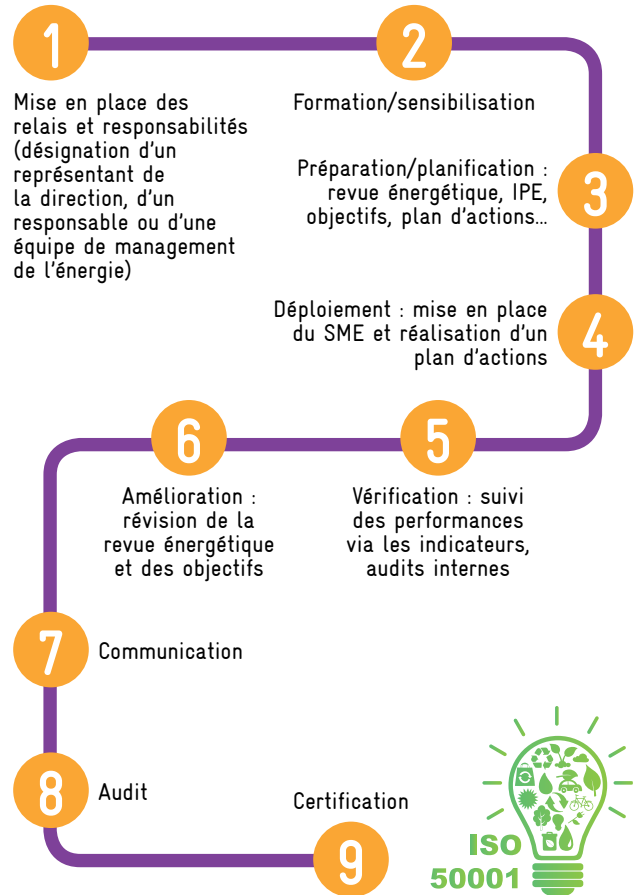 1
Mise en place des
relais et responsabilités
(désignation d'un
représentant de
la direction, d'un
responsable ou d'une
équipe de management
de l'énergie)
2
Formation/sensibilisation
3
Préparation/planification :
revue énergétique, IPE,
objectifs, plan d'actions...
4
Déploiement : mise en place
du SME et réalisation d'un
plan d'actions
5
Vérification : suivi
des performances
via les indicateurs,
audits internes
6
Amélioration :
révision de la
revue énergétique
et des objectifs
7
Communication
8
Audit
9
Certification
ISO
50001